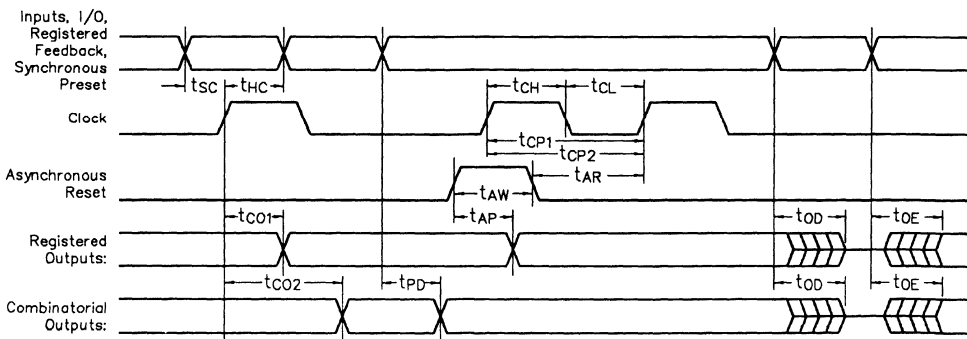 Inputs, I/O,
Registered
Feedback,
Synchronous
Preset
tSC
tHC
tCH
tCL
Clock
tCP1
tCP2
tAR
Asynchronous
Reset
tAW
tCO1
tAP
tOD
tOE
Registered
Outputs:
tCO2
tPD
tOD
tOE
Combinatorial
Outputs: